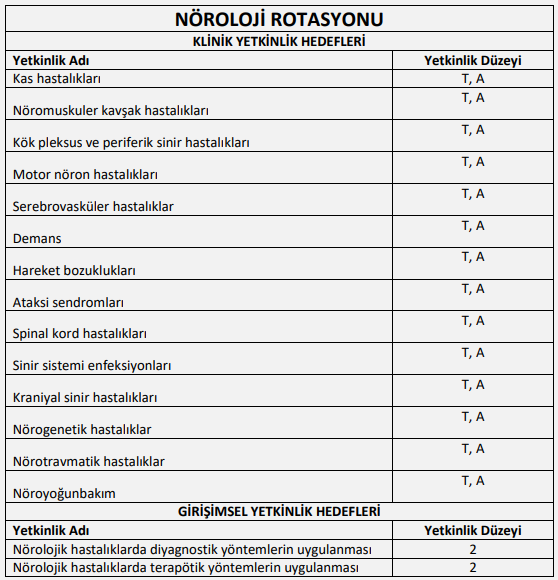 NÖROLOJİ ROTASYONU
KLİNİK YETKİNLİK HEDEFLERİ
Yetkinlik Adı Yetkinlik Düzeyi
Kas hastalıkları T, A
Nöromuskuler kavşak hastalıkları T, A
Kök pleksus ve periferik sinir hastalıkları T, A
Motor nöron hastalıkları T, A
Serebrovasküler hastalıklar T, A
Demans T, A
Hareket bozuklukları T, A
Ataksi sendromları T, A
Spinal kord hastalıkları T, A
Sinir sistemi enfeksiyonları T, A
Kraniyal sinir hastalıkları T, A
Nörogenetik hastalıklar T, A
Nörotravmatik hastalıklar T, A
Nöroyoğunbakım T, A
GİRİŞİMSEL YETKİNLİK HEDEFLERİ
Yetkinlik Adı Yetkinlik Düzeyi
Nörolojik hastalıklarda diyagnostik yöntemlerin uygulanması 2
Nörolojik hastalıklarda terapötik yöntemlerin uygulanması 2